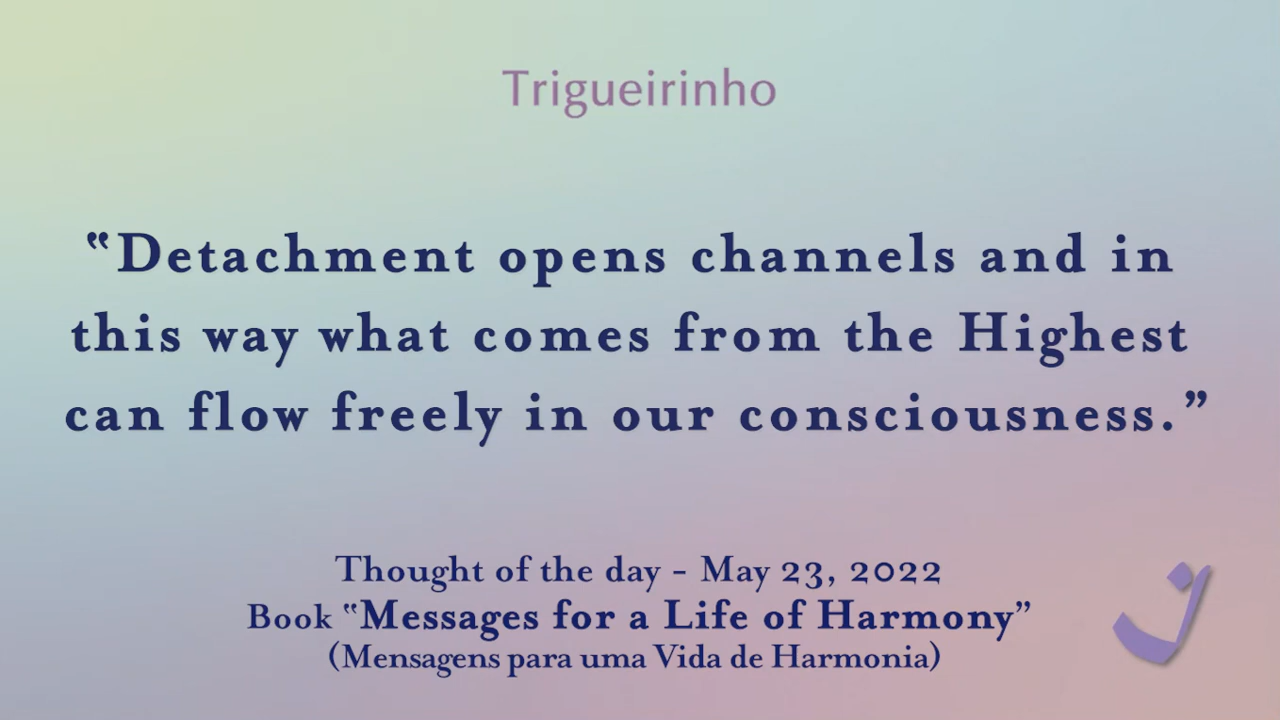 Trigueirinho
“Detachment opens channels and in
this way what comes from the Highest
can flow freely in our consciousness.”
Thought of the day - May 23, 2022
Book “Messages for a Life of Harmony”
(Mensagens para uma Vida de Harmonia)